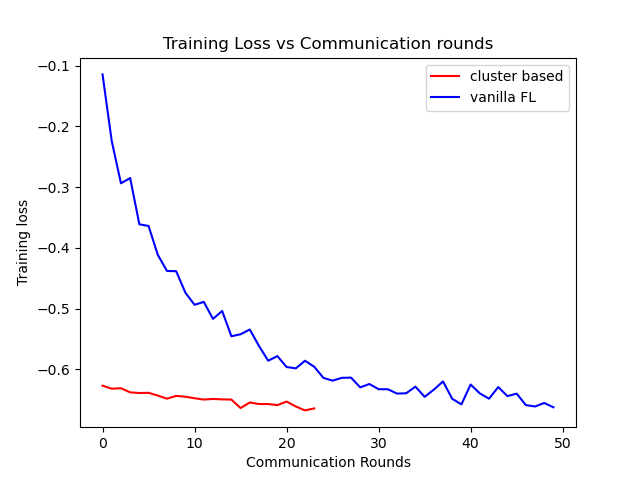 Training Loss vs Communication rounds
cluster based
vanilla FL
Training loss
−0.1
−0.2
−0.3
−0.4
−0.5
−0.6
0 10 20 30 40 50
Communication Rounds